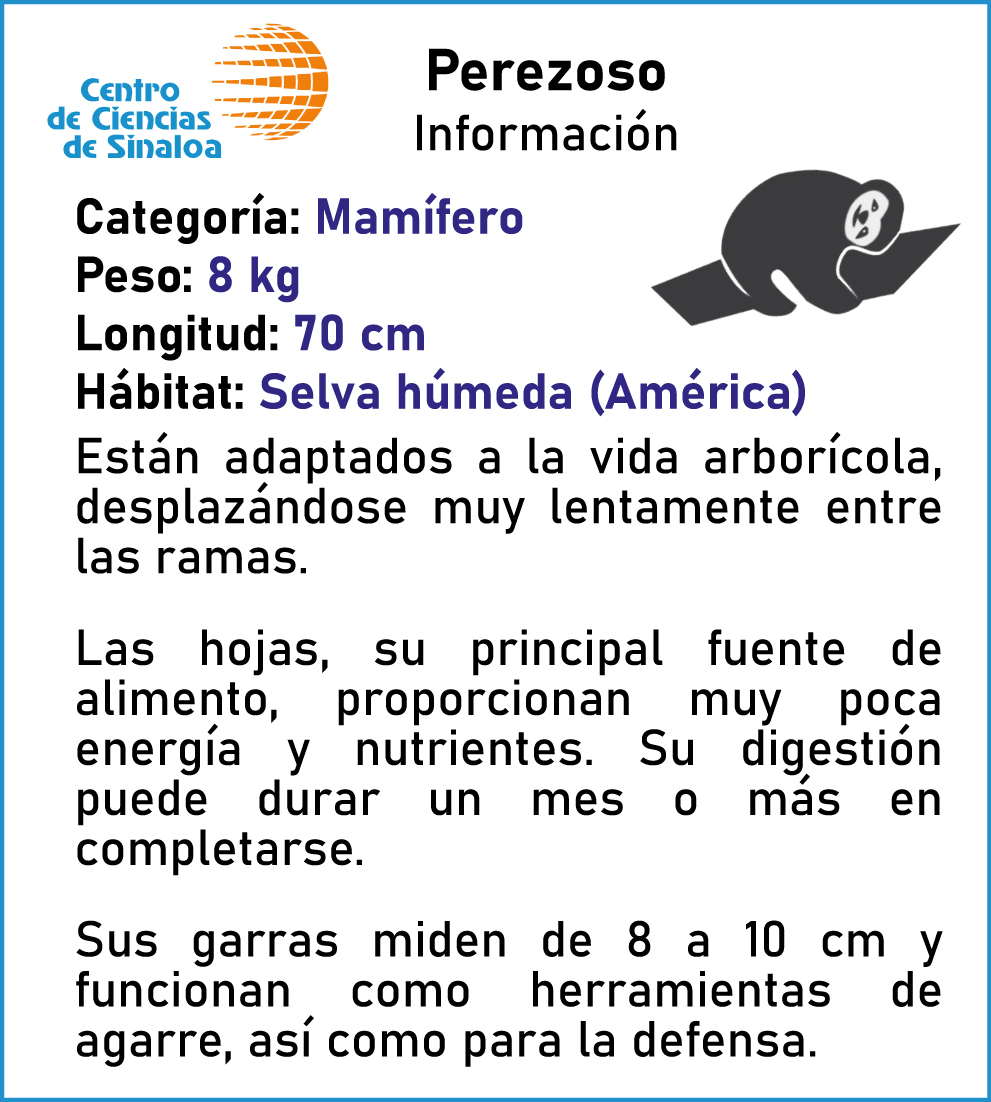 Centro
de Ciencias
de Sinaloa
Perezoso
Información
Categoría: Mamífero
Peso: 8 kg
Longitud: 70 cm
Hábitat: Selva húmeda (América)
Están adaptados a la vida arborícola,
desplazándose muy lentamente entre
las ramas.
Las hojas, su principal fuente de
alimento, proporcionan muy poca
energía y nutrientes. Su digestión
puede durar un mes o más en
completarse.
Sus garras miden de 8 a 10 cm y
funcionan como herramientas de
agarre, así como para la defensa.